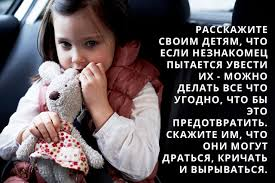 РАССКАЖИТЕ
СВОИМ ДЕТЯМ, ЧТО
ЕСЛИ НЕЗНАКОМЕЦ
ПЫТАЕТСЯ УВЕСТИ
ИХ - МОЖНО
ДЕЛАТЬ ВСЕ ЧТО
УГОДНО, ЧТО БЫ
ЭТО
ПРЕДОТВРАТИТЬ.
СКАЖИТЕ ИМ, ЧТО
ОНИ МОГУТ
ДРАТЬСЯ, КРИЧАТЬ
И ВЫРЫВАТЬСЯ.